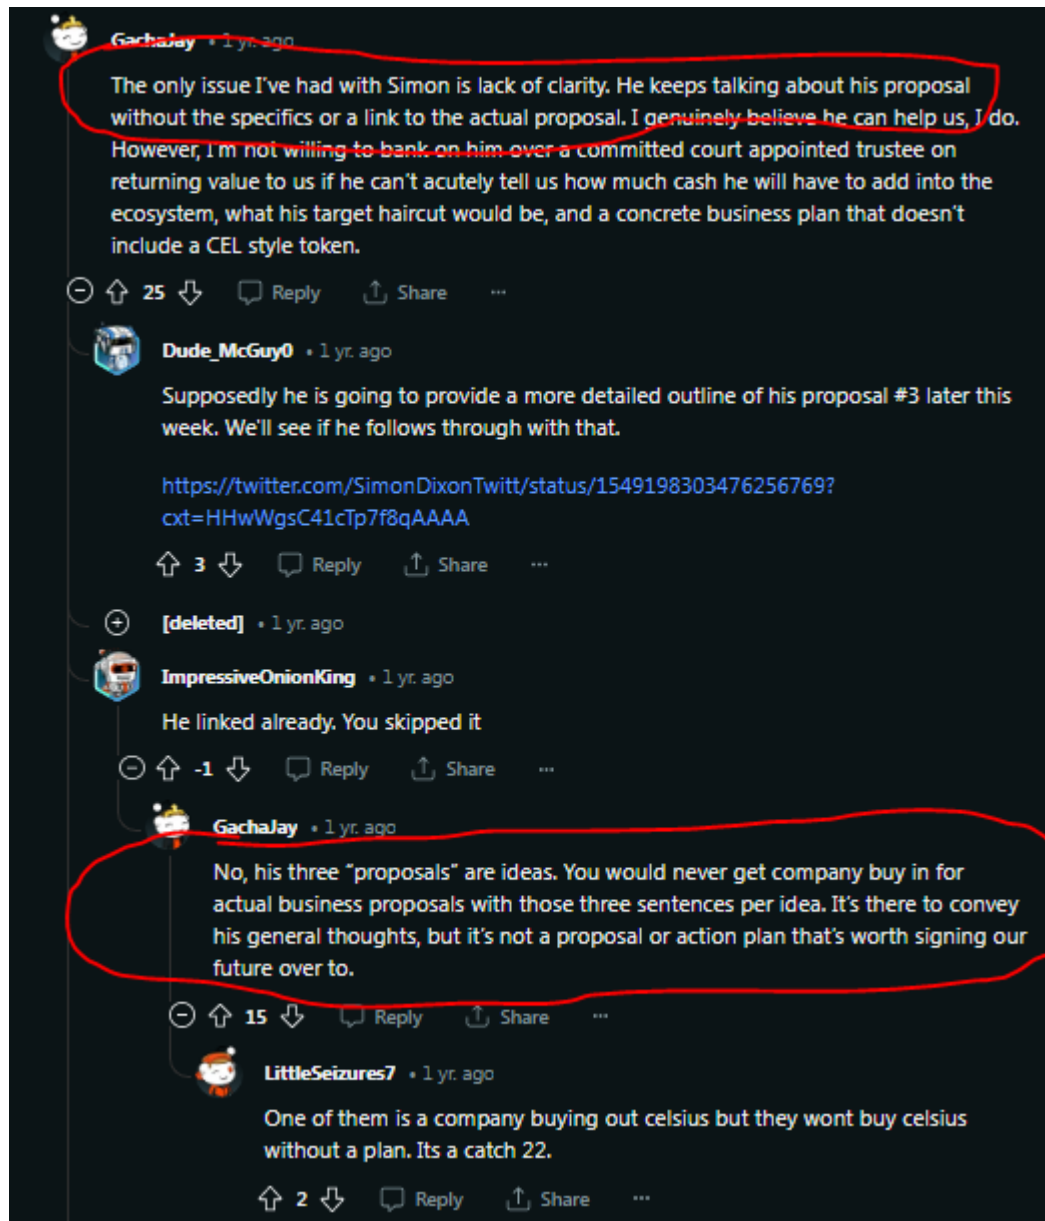 GachaJay • 1 yr. ago
The only issue I've had with Simon is lack of clarity. He keeps talking about his proposal
without the specifics or a link to the actual proposal. I genuinely believe he can help us, I do.
However, I'm not willing to bank on him over a committed court appointed trustee on
returning value to us if he can't acutely tell us how much cash he will have to add into the
ecosystem, what his target haircut would be, and a concrete business plan that doesn't
include a CEL style token.
25 Reply Share ...
Dude_McGuy0 • 1 yr. ago
Supposedly he is going to provide a more detailed outline of his proposal #3 later this
week. We'll see if he follows through with that.
https://twitter.com/SimonDixonTwitt/status/1549198303476256769?
cxt=HHwWgsC41cTp7f8qAAAA
3 Reply Share ...
[deleted] • 1 yr. ago
ImpressiveOnionKing • 1 yr. ago
He linked already. You skipped it
-1 Reply Share ...
GachaJay • 1 yr. ago
No, his three “proposals” are ideas. You would never get company buy in for
actual business proposals with those three sentences per idea. It's there to convey
his general thoughts, but it's not a proposal or action plan that's worth signing our
future over to.
15 Reply Share ...
LittleSeizures7 • 1 yr. ago
One of them is a company buying out celsius but they wont buy celsius
without a plan. Its a catch 22.
2 Reply Share ...